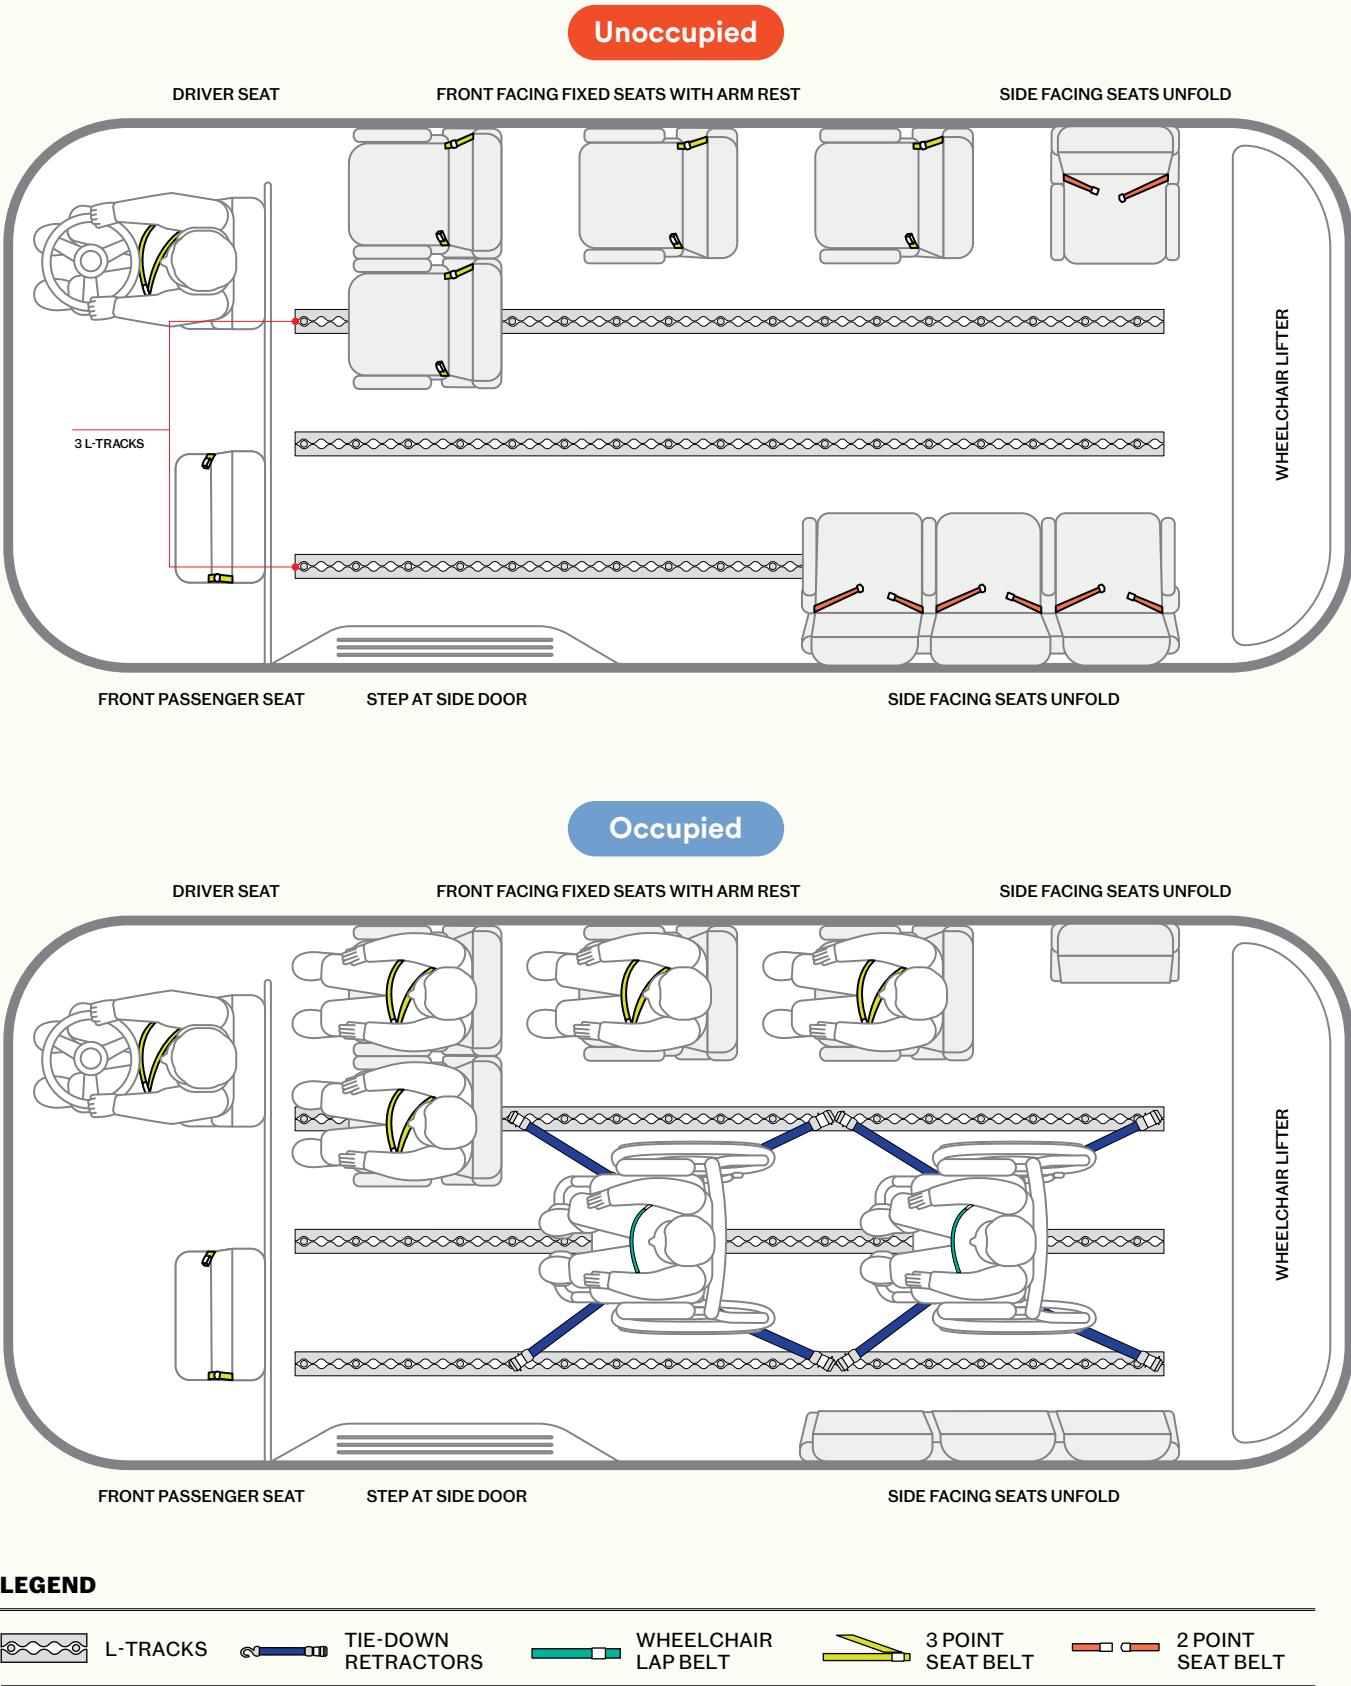 Unoccupied
DRIVER SEAT
FRONT FACING FIXED SEATS WITH ARM REST
SIDE FACING SEATS UNFOLD
3 L-TRACKS
WHEELCHAIR LIFTER
FRONT PASSENGER SEAT
STEP AT SIDE DOOR
SIDE FACING SEATS UNFOLD
Occupied
DRIVER SEAT
FRONT FACING FIXED SEATS WITH ARM REST
SIDE FACING SEATS UNFOLD
WHEELCHAIR LIFTER
FRONT PASSENGER SEAT
STEP AT SIDE DOOR
SIDE FACING SEATS UNFOLD
LEGEND
L-TRACKS
TIE-DOWN
RETRACTORS
WHEELCHAIR
LAP BELT
3 POINT
SEAT BELT
2 POINT
SEAT BELT